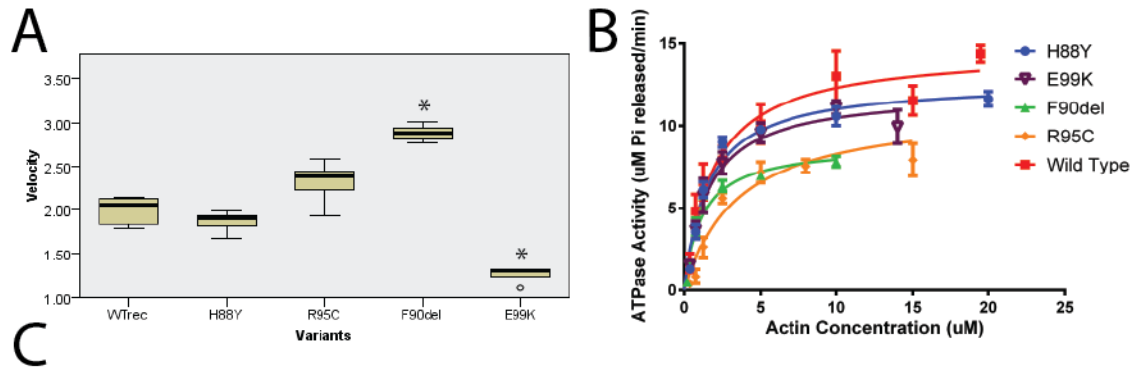 A
Velocity
3.50
3.00
2.50
2.00
1.50
1.00
*
*
WTrec
H88Y
R95C
F90del
E99K
Variants
B
ATPase Activity (uM Pi released/min)
15
10
5
0
0
5
10
15
20
25
Actin Concentration (uM)
H88Y
E99K
F90del
R95C
Wild Type
C